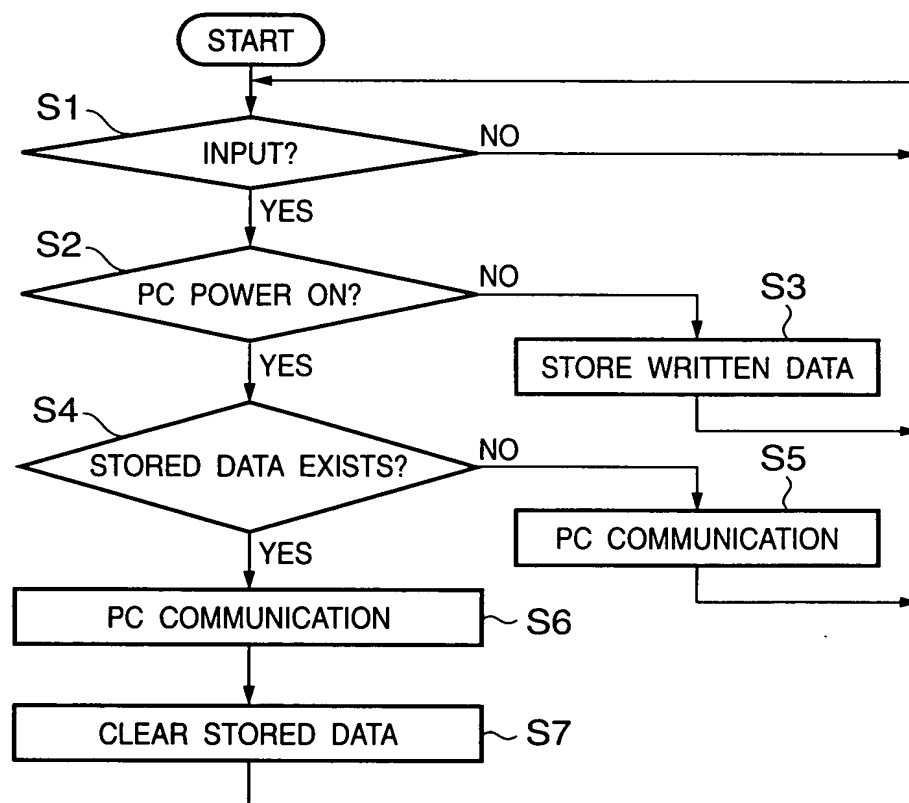 START
S1
INPUT?
NO
YES
S2
PC POWER ON?
NO
YES
S3
STORE WRITTEN DATA
S4
STORED DATA EXISTS?
NO
YES
S5
PC COMMUNICATION
PC COMMUNICATION
S6
CLEAR STORED DATA
S7